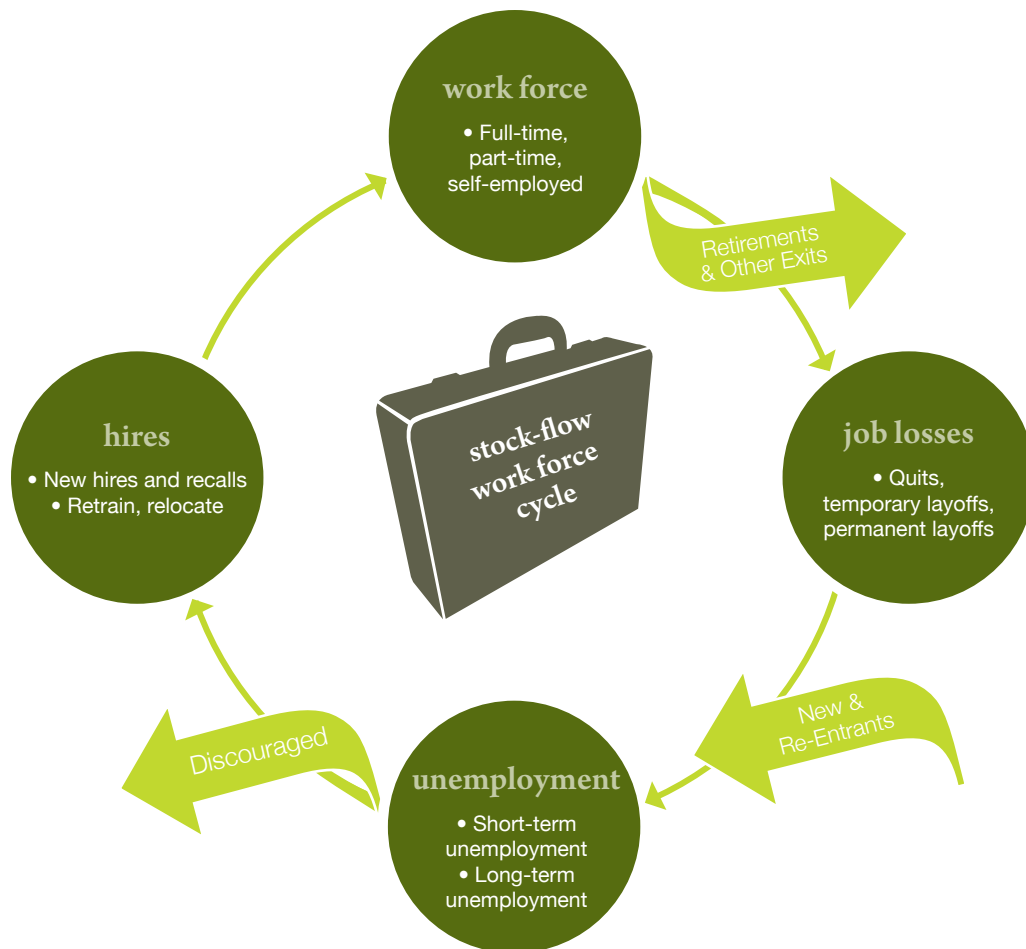 work force
• Full-time,
part-time,
self-employed
Retirements
& Other Exits
job losses
• Quits,
temporary layoffs,
permanent layoffs
New &
Re-Entrants
unemployment
• Short-term
unemployment
• Long-term
unemployment
Discouraged
hires
• New hires and recalls
• Retrain, relocate
stock-flow
work force
cycle